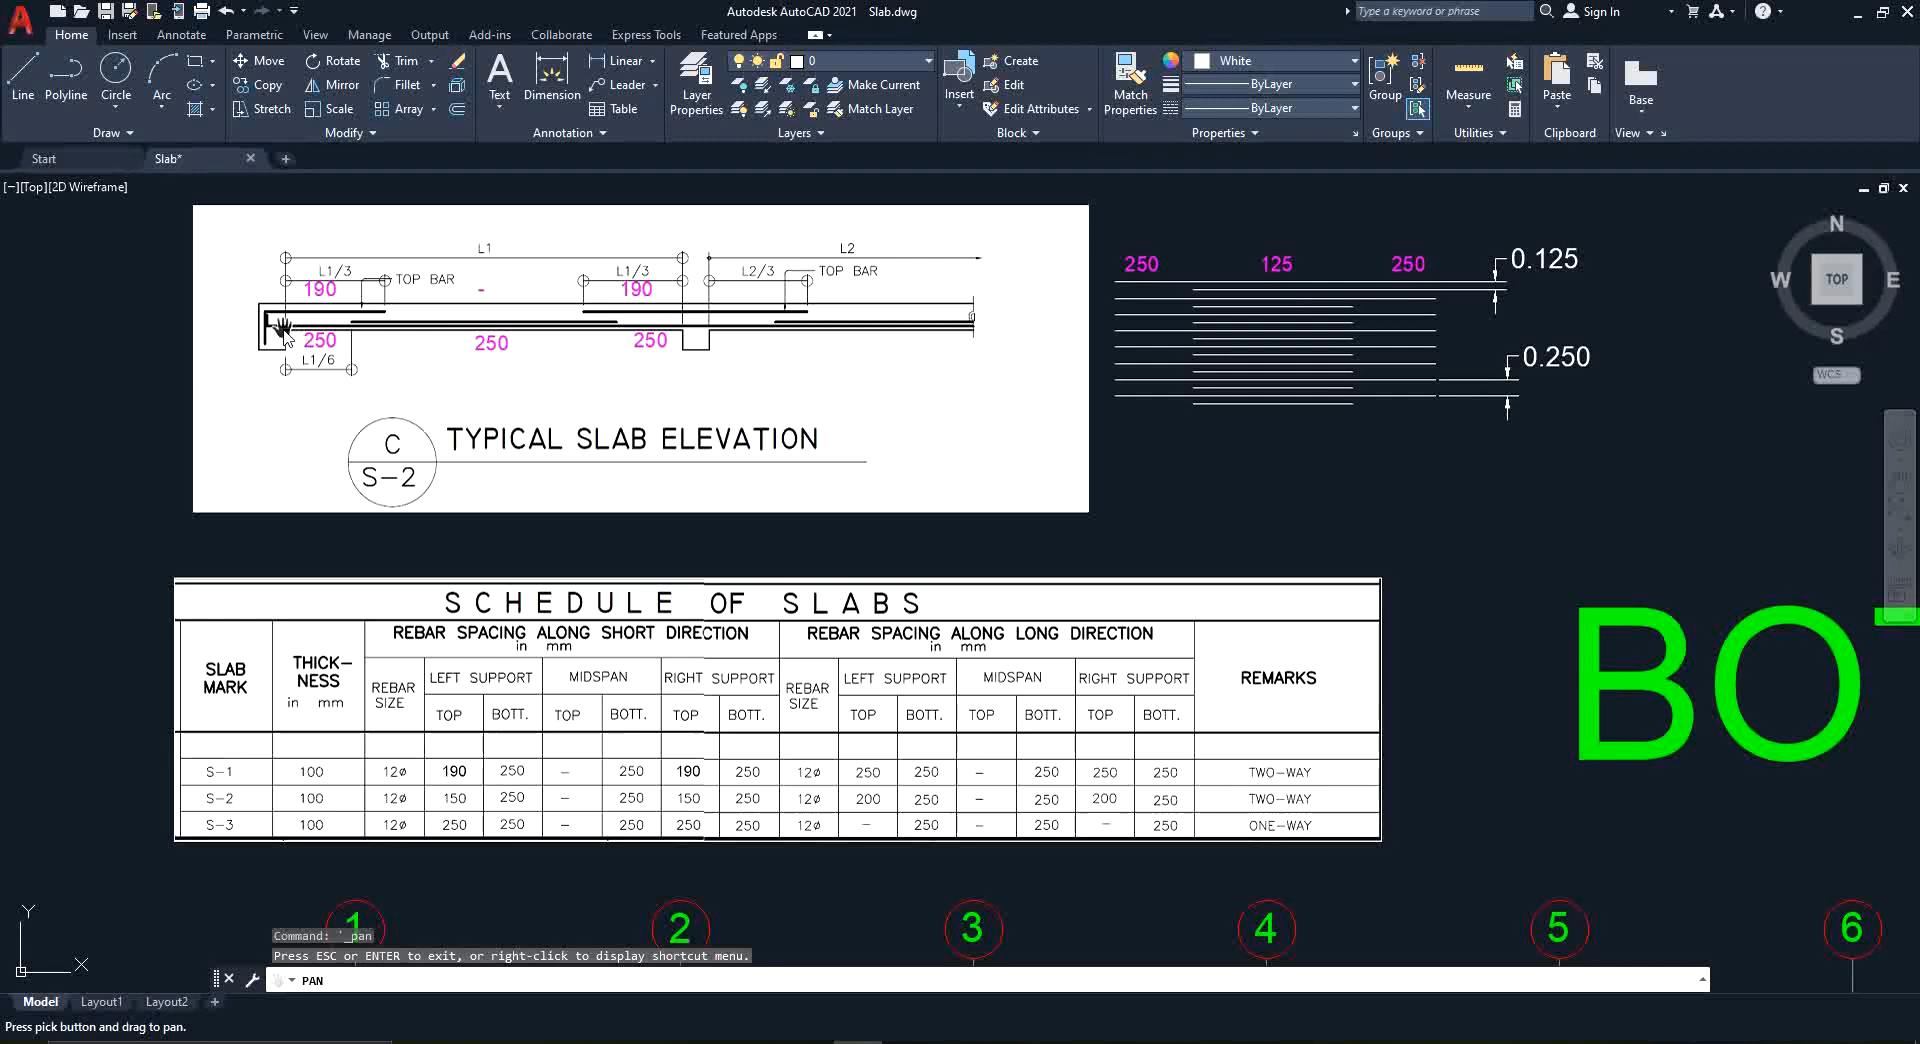 Autodesk AutoCAD 2021 Slab.dwg
Type a keyword or phrase
Sign In
Home Insert Annotate Parametric View Manage Output Add-ins Collaborate Express Tools Featured Apps
Line Polyline Circle Arc
Move Rotate Trim
Copy Mirror Fillet
Stretch Scale Array
Text Dimension
Linear
Leader
Table
Layer Properties
0
Make Current
Match Layer
Insert
Create
Edit
Edit Attributes
Match Properties
White
ByLayer
ByLayer
Group
Measure
Paste
Base
Draw Modify Annotation Layers Block Properties Groups Utilities Clipboard View
Start Slab*
[−][Top][2D Wireframe]
L1 L2
L1/3 TOP BAR L1/3 L2/3 TOP BAR
190 - 190
250 250 250
L1/6
C
S-2
TYPICAL SLAB ELEVATION
250 125 250
0.125
0.250
N
W TOP E
S
WCS
BO
SCHEDULE OF SLABS
SLAB MARK
THICK-NESS
in mm
REBAR SPACING ALONG SHORT DIRECTION
in mm
REBAR SPACING ALONG LONG DIRECTION
in mm
REMARKS
REBAR SIZE LEFT SUPPORT MIDSPAN RIGHT SUPPORT REBAR SIZE LEFT SUPPORT MIDSPAN RIGHT SUPPORT
TOP BOTT. TOP BOTT. TOP BOTT. TOP BOTT. TOP BOTT. TOP BOTT.
S-1 100 12ø 190 250 - 250 190 250 12ø 250 250 - 250 250 250 TWO-WAY
S-2 100 12ø 150 250 - 250 150 250 12ø 200 250 - 250 200 250 TWO-WAY
S-3 100 12ø 250 250 - 250 250 250 12ø - 250 - 250 - 250 ONE-WAY
1 2 3 4 5 6
Command: '_pan
Press ESC or ENTER to exit, or right-click to display shortcut menu.
PAN
Y
X
Model Layout1 Layout2 +
Press pick button and drag to pan.